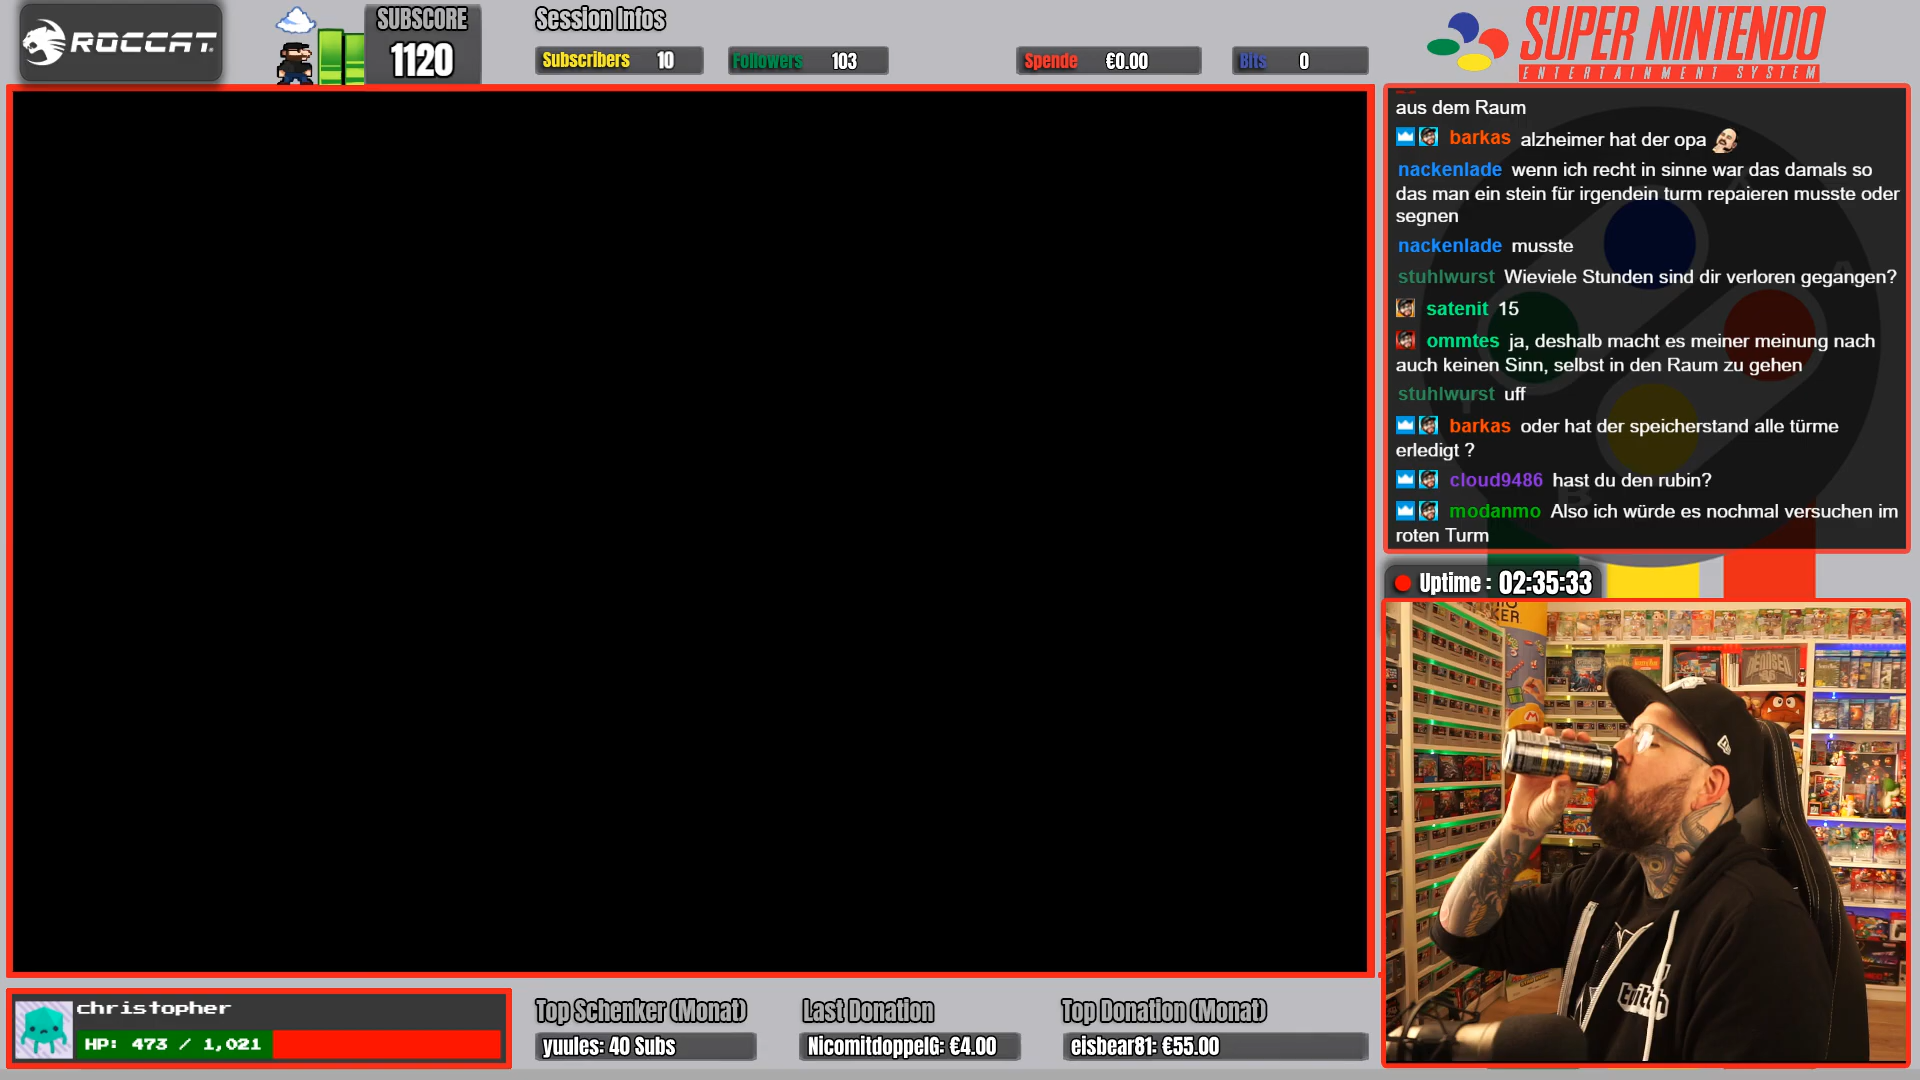 ROCCAT
SUBSCORE
1120
Session Infos
Subscribers 10
Followers 103
Spende €0.00
Bits 0
SUPER NINTENDO
ENTERTAINMENT SYSTEM
aus dem Raum
barkas alzheimer hat der opa
nackenlade wenn ich recht in sinne war das damals so
das man ein stein für irgendein turm repaieren musste oder
segnen
nackenlade musste
stuhlwurst Wieviele Stunden sind dir verloren gegangen?
satenit 15
ommtes ja, deshalb macht es meiner meinung nach
auch keinen Sinn, selbst in den Raum zu gehen
stuhlwurst uff
barkas oder hat der speicherstand alle türme
erledigt ?
cloud9486 hast du den rubin?
modanmo Also ich würde es nochmal versuchen im
roten Turm
Uptime : 02:35:33
twitch
christopher
HP: 473 / 1,021
Top Schenker (Monat)
yuules: 40 Subs
Last Donation
NicomitdoppelG: €4.00
Top Donation (Monat)
eisbear81: €55.00